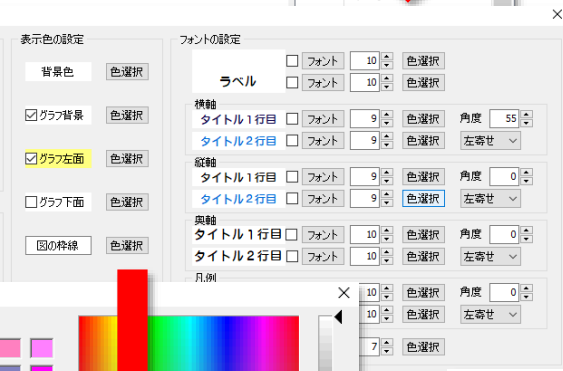 表示色の設定
背景色 色選択
グラフ背景 色選択
グラフ左面 色選択
グラフ下面 色選択
図の枠線 色選択
フォントの設定
フォント 10 色選択
ラベル フォント 10 色選択
横軸
タイトル1行目 フォント 9 色選択 角度 55
タイトル2行目 フォント 9 色選択 左寄せ
縦軸
タイトル1行目 フォント 9 色選択 角度 0
タイトル2行目 フォント 9 色選択 左寄せ
奥軸
タイトル1行目 フォント 10 色選択 角度 0
タイトル2行目 フォント 10 色選択 左寄せ
凡例
10 色選択 角度 0
10 色選択 左寄せ
7 色選択